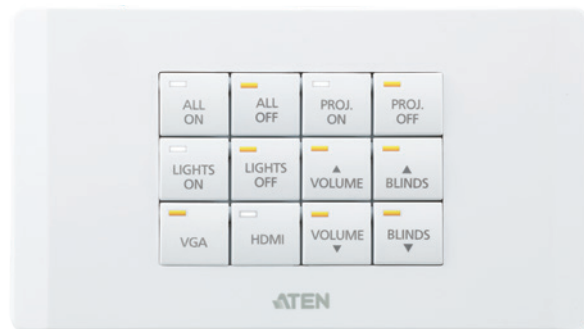 ALL ON
ALL OFF
PROJ. ON
PROJ. OFF
LIGHTS ON
LIGHTS OFF
▲ VOLUME
▲ BLINDS
VGA
HDMI
VOLUME ▼
BLINDS ▼
ATEN